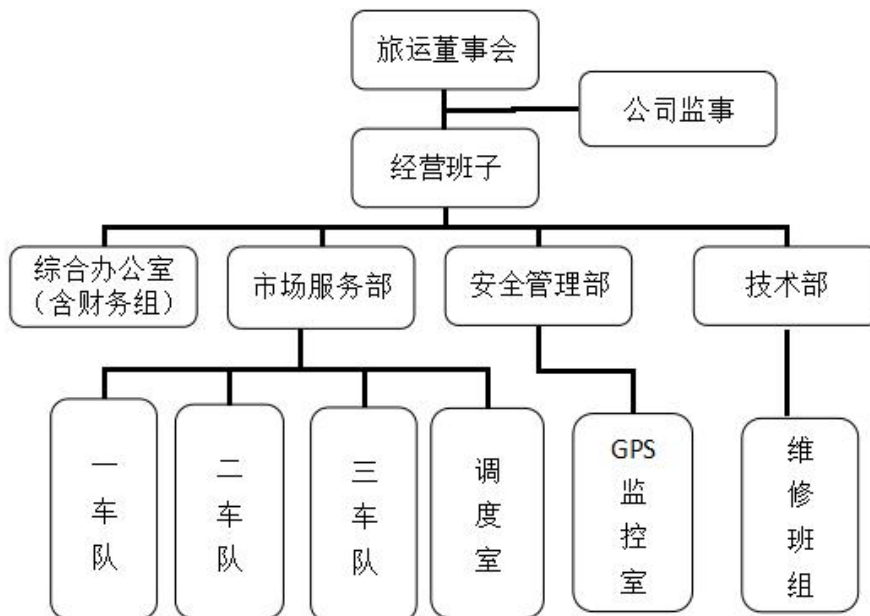 旅运董事会
公司监事
经营班子
综合办公室
（含财务组）
市场服务部
安全管理部
技术部
一车队
二车队
三车队
调度室
GPS监控室
维修班组